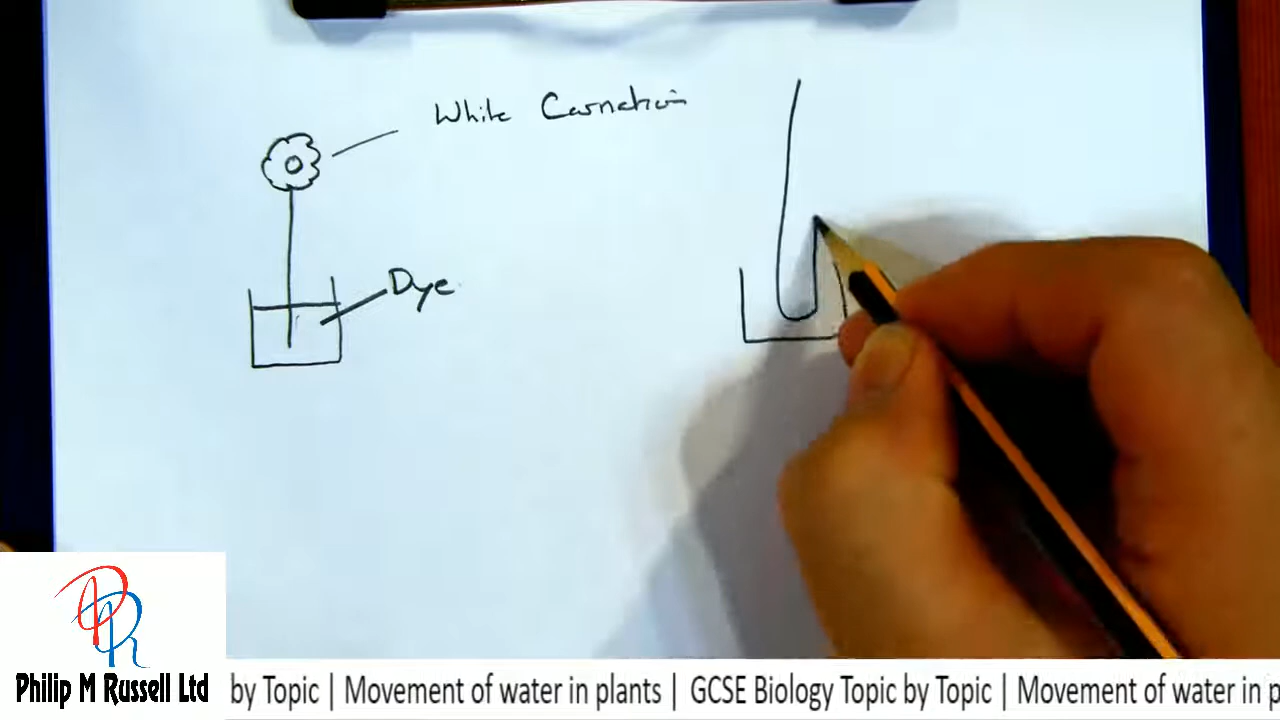 White Carnation
Dye
Philip M Russell Ltd
by Topic | Movement of water in plants | GCSE Biology Topic by Topic | Movement of water in p